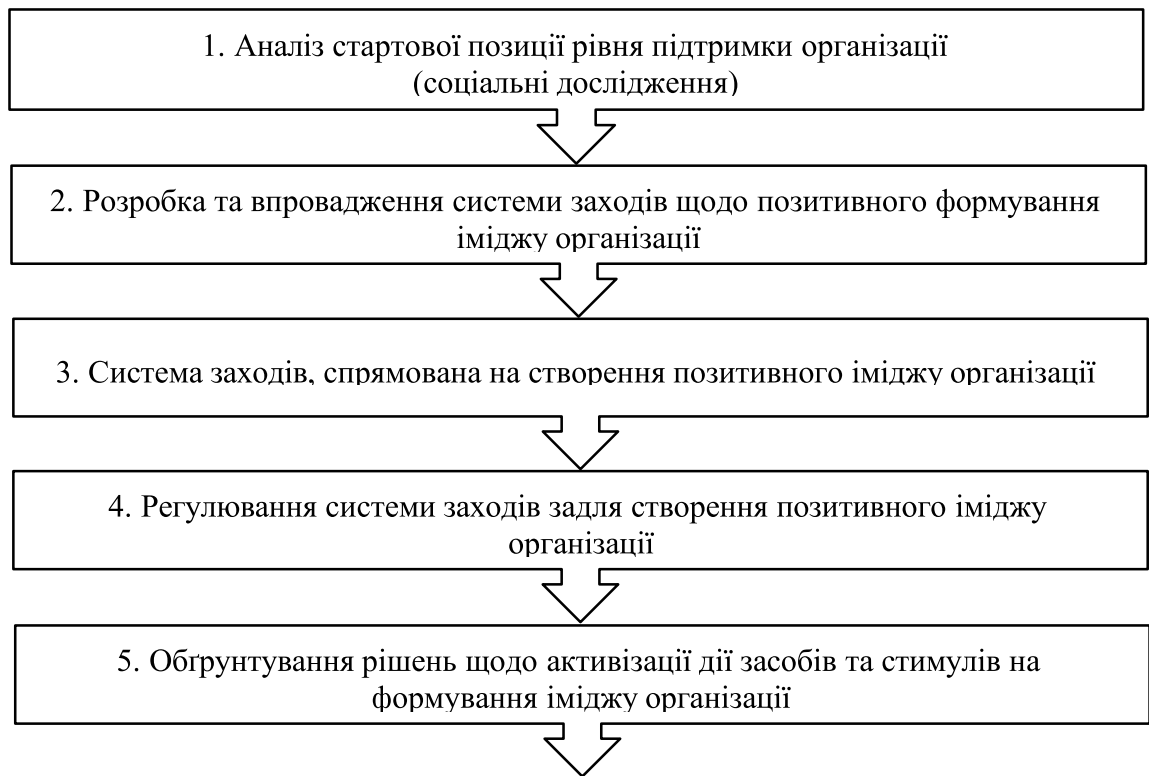 1. Аналіз стартової позиції рівня підтримки організації
(соціальні дослідження)
2. Розробка та впровадження системи заходів щодо позитивного формування
іміджу організації
3. Система заходів, спрямована на створення позитивного іміджу організації
4. Регулювання системи заходів задля створення позитивного іміджу
організації
5. Обґрунтування рішень щодо активізації дії засобів та стимулів на
формування іміджу організації